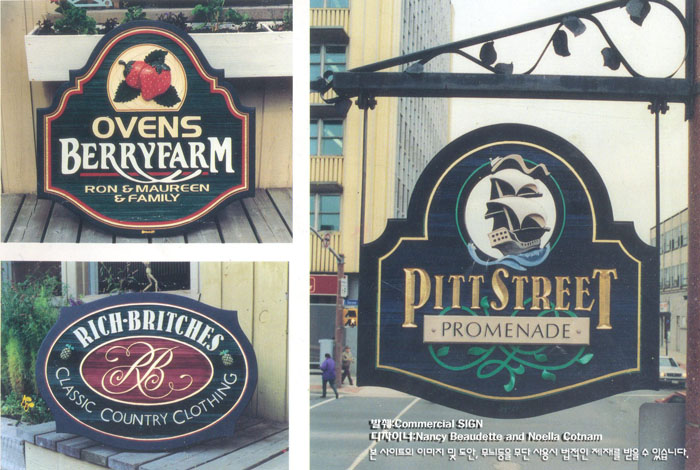 OVENS
BERRYFARM
RON & MAUREEN
& FAMILY
RICH-BRITCHES
RB
CLASSIC COUNTRY CLOTHING
PITT STREET
· PROMENADE ·
발췌:Commercial SIGN
디자이너:Nancy Beaudette and Noella Cotnam
본 사이트의 이미지 및 도안, 무늬등을 무단 사용시 법적인 제재를 받을 수 있습니다.